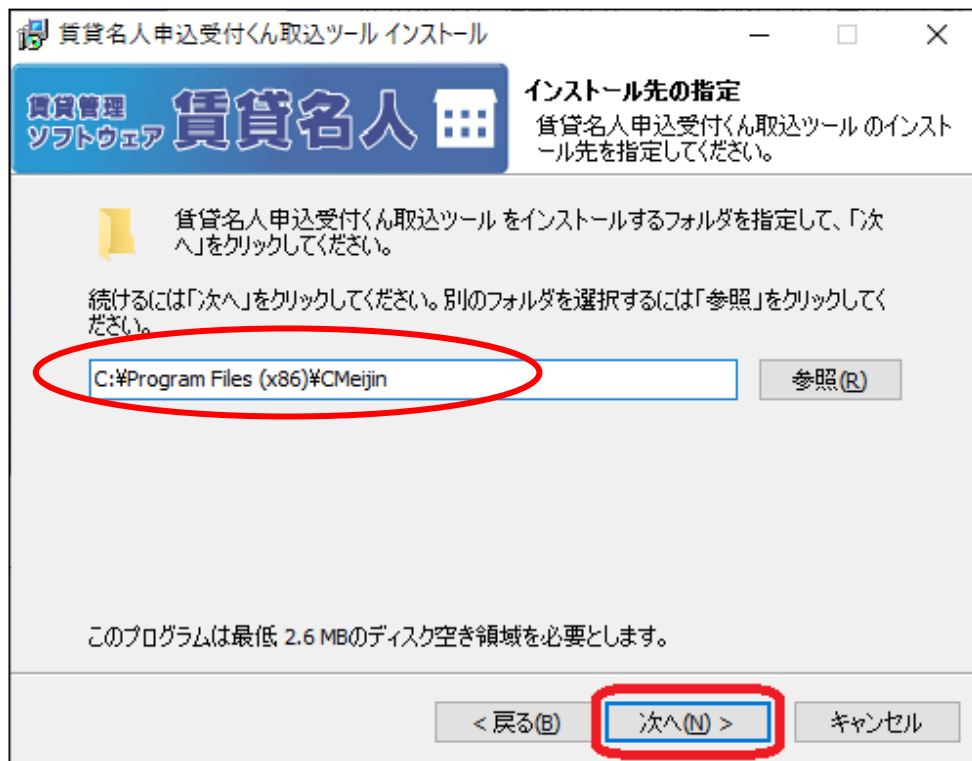 賃貸名人申込受付くん取込ツール インストール
賃貸管理
ソフトウェア 賃貸名人
インストール先の指定
賃貸名人申込受付くん取込ツール のインスト
ール先を指定してください。
賃貸名人申込受付くん取込ツール をインストールするフォルダを指定して、「次
へ」をクリックしてください。
続けるには「次へ」をクリックしてください。別のフォルダを選択するには「参照」をクリックしてく
ださい。
C:¥Program Files (x86)¥CMeijin
参照(R)
このプログラムは最低 2.6 MBのディスク空き領域を必要とします。
< 戻る(B)
次へ(N) >
キャンセル